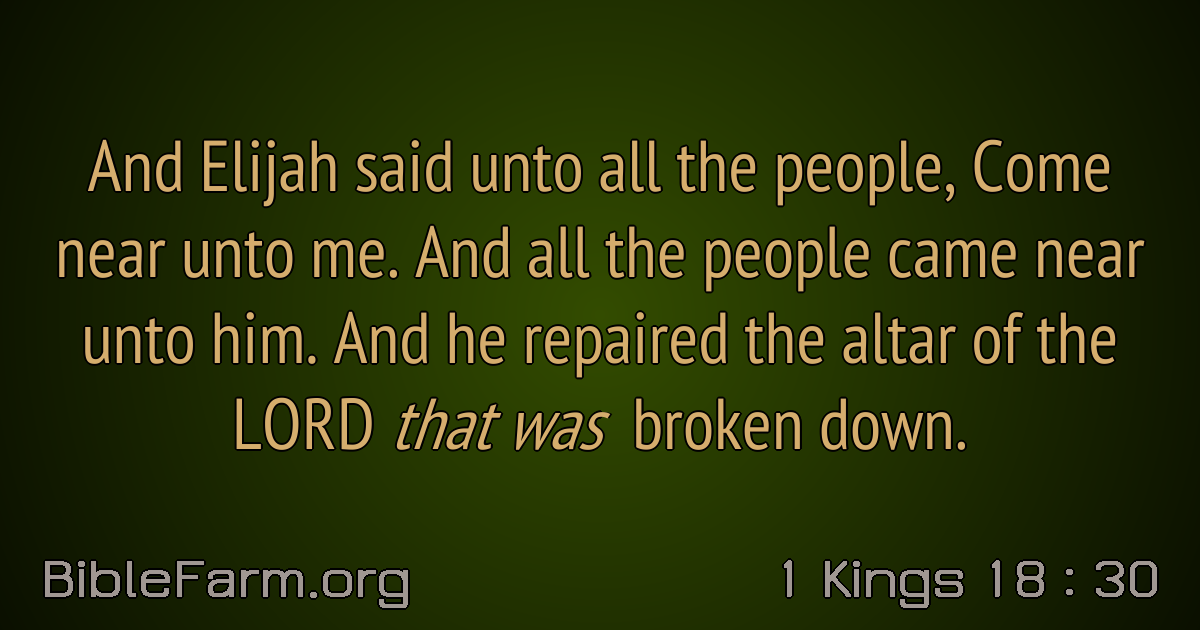 And Elijah said unto all the people, Come
near unto me. And all the people came near
unto him. And he repaired the altar of the
LORD that was broken down.
BibleFarm.org
1 Kings 18 : 30